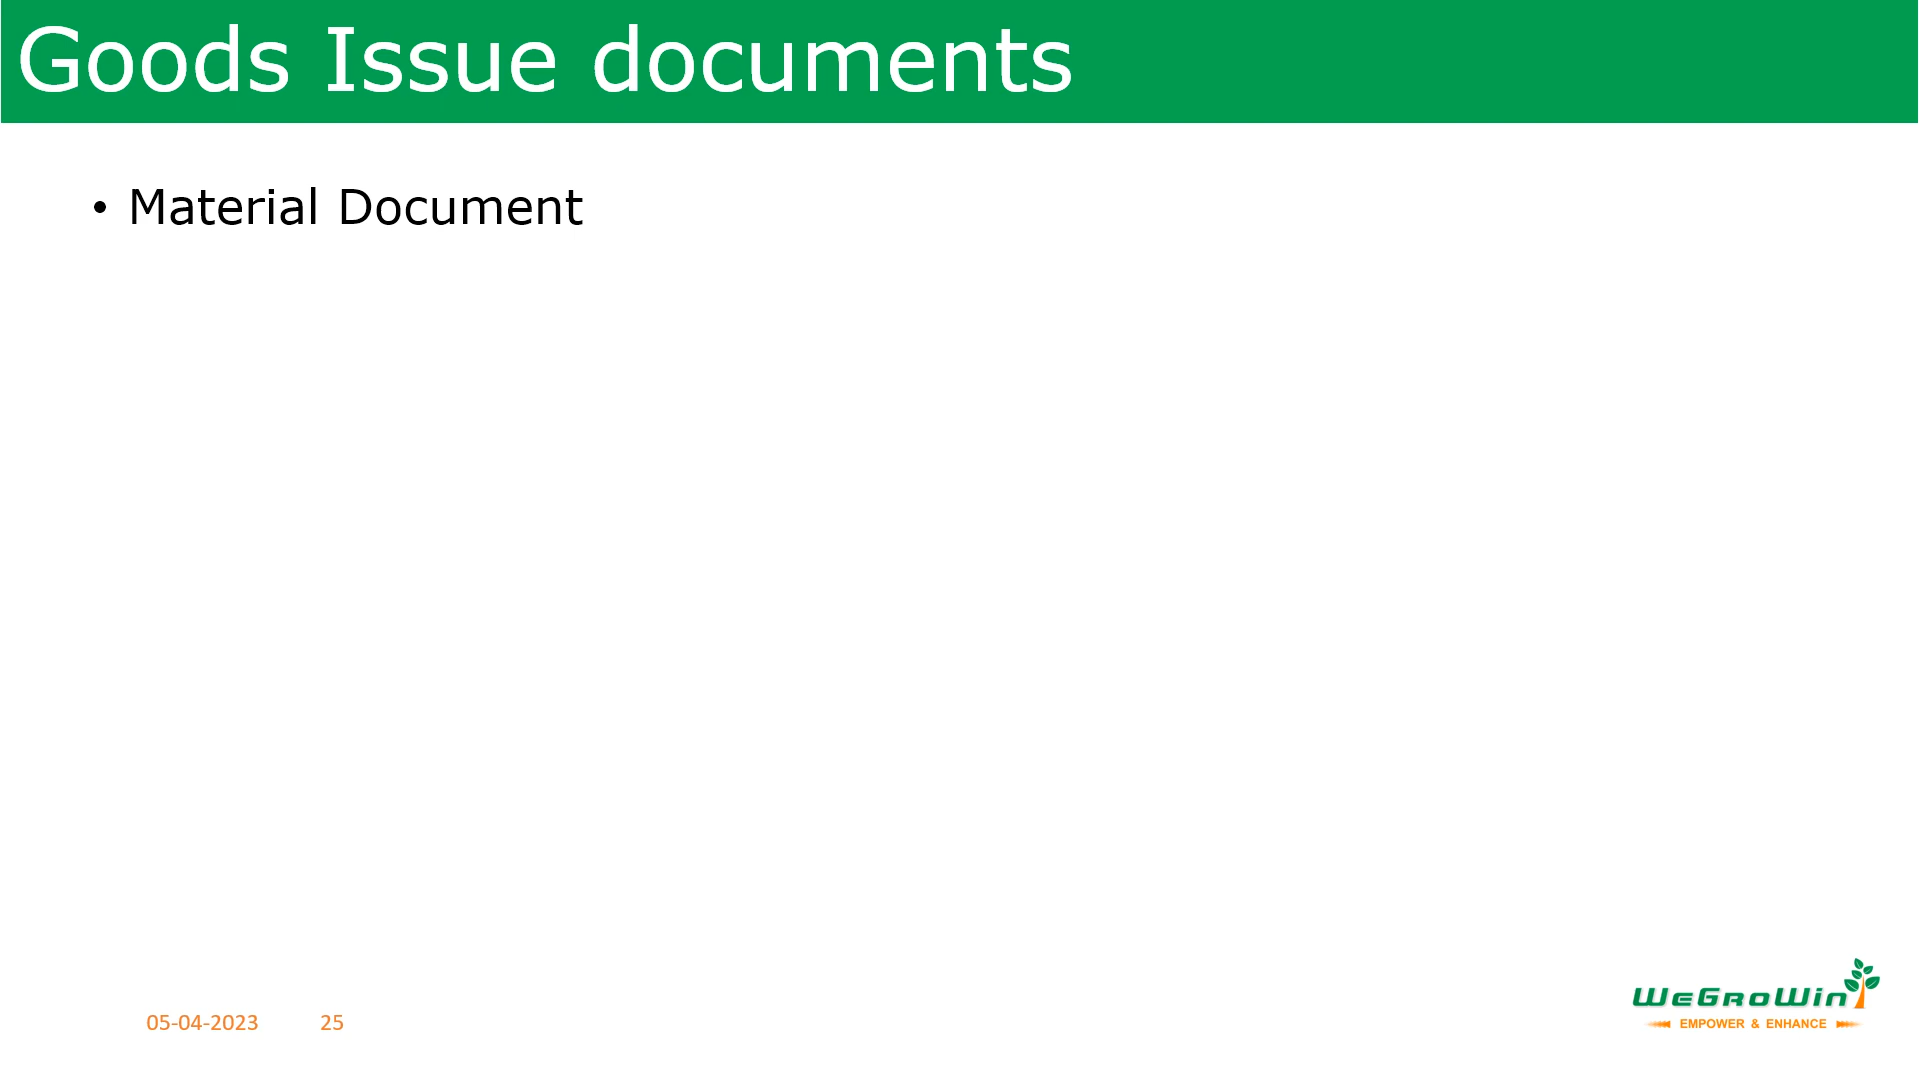 Goods Issue documents
• Material Document
05-04-2023 25
WeGroWin
EMPOWER & ENHANCE